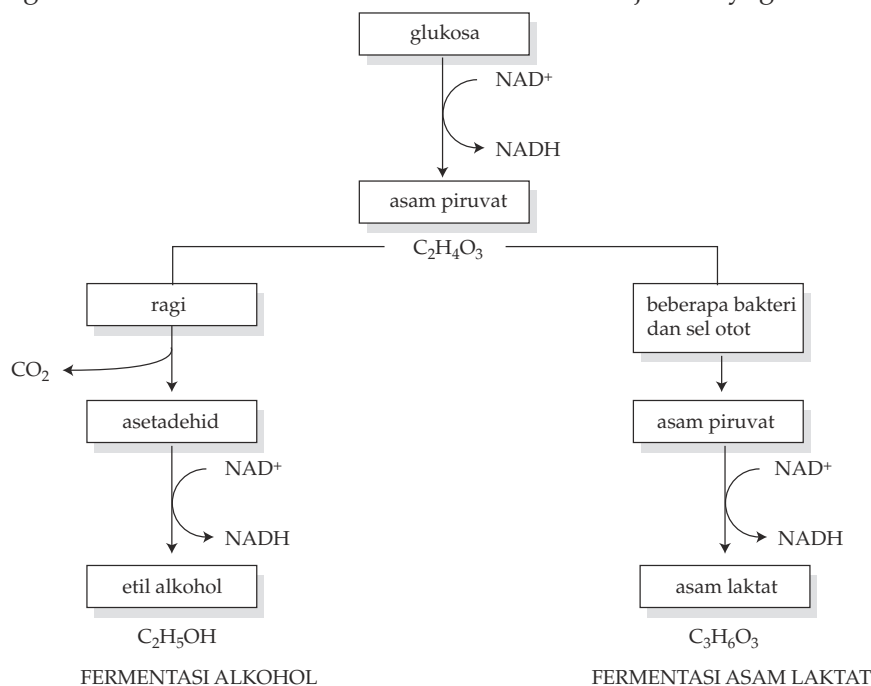 glukosa
NAD⁺
NADH
asam piruvat
C₂H₄O₃
ragi
beberapa bakteri
dan sel otot
CO₂
asetadehid
asam piruvat
NAD⁺
NAD⁺
NADH
NADH
etil alkohol
asam laktat
C₂H₅OH
C₃H₆O₃
FERMENTASI ALKOHOL
FERMENTASI ASAM LAKTAT